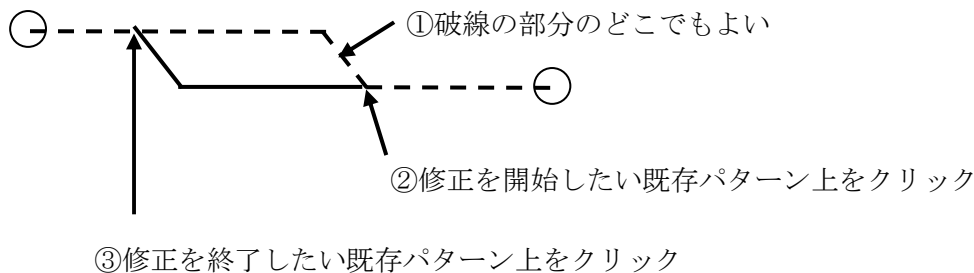 ①破線の部分のどこでもよい
②修正を開始したい既存パターン上をクリック
③修正を終了したい既存パターン上をクリック